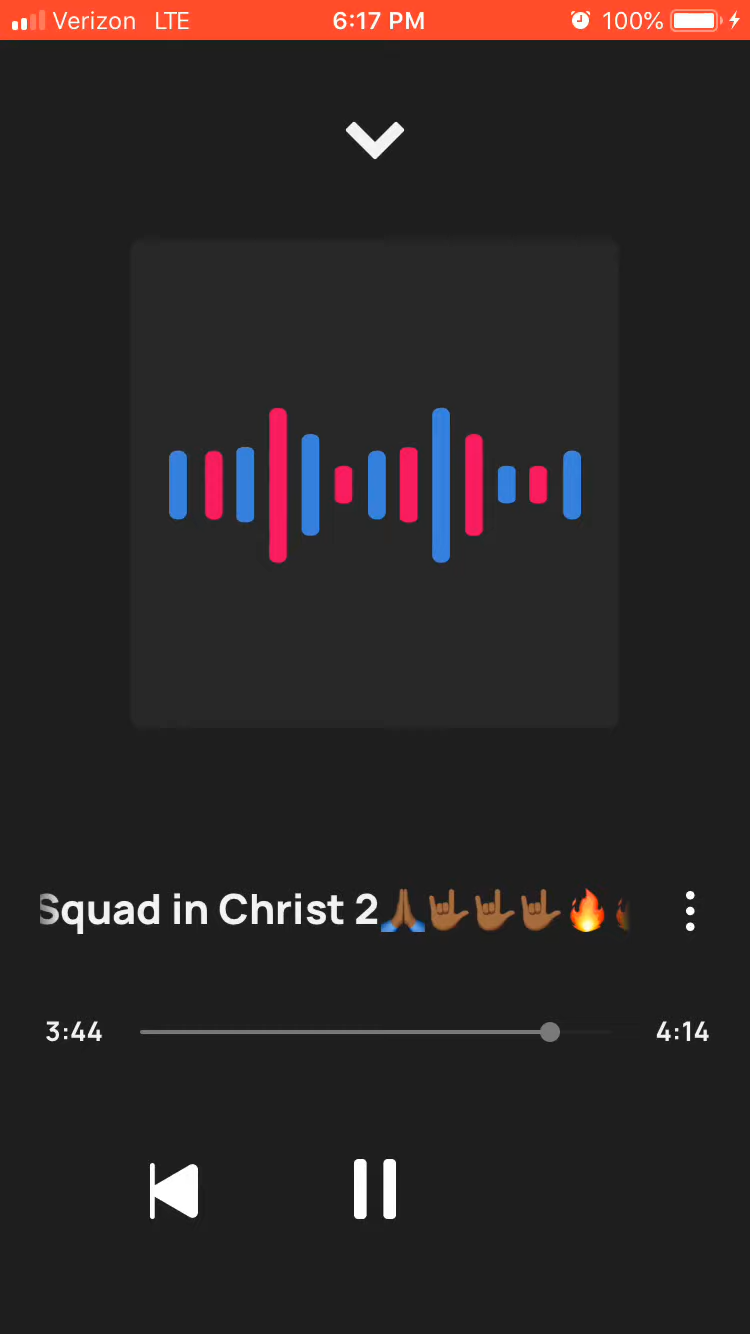 Verizon LTE 6:17 PM 100%
Squad in Christ 2🙏🏾🤟🏾🤟🏾🤟🏾🔥🔥
3:44 4:14